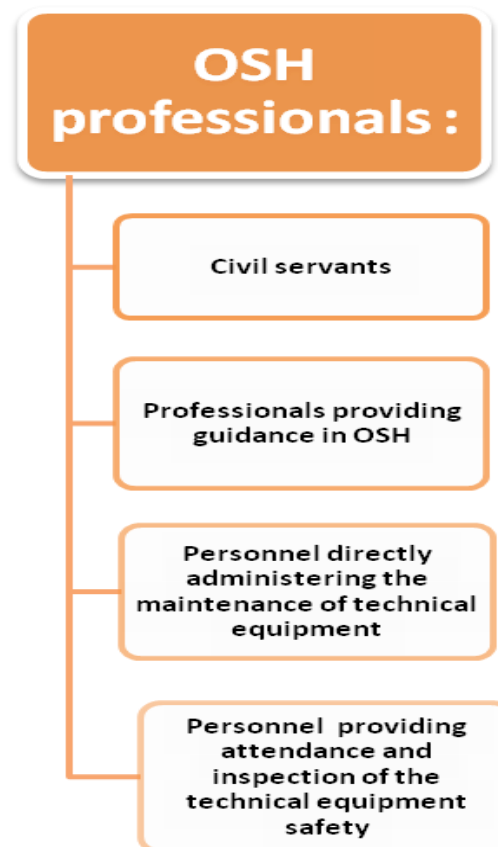 OSH
professionals :
Civil servants
Professionals providing
guidance in OSH
Personnel directly
administering the
maintenance of technical
equipment
Personnel providing
attendance and
inspection of the
technical equipment
safety